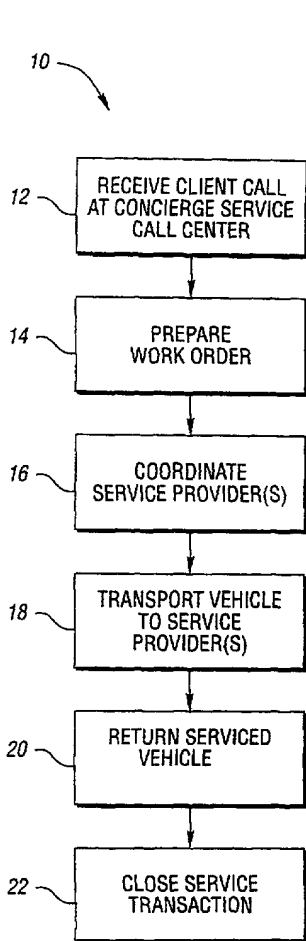 10
12
RECEIVE CLIENT CALL
AT CONCIERGE SERVICE
CALL CENTER
14
PREPARE
WORK ORDER
16
COORDINATE
SERVICE PROVIDER(S)
18
TRANSPORT VEHICLE
TO SERVICE
PROVIDER(S)
20
RETURN SERVICED
VEHICLE
22
CLOSE SERVICE
TRANSACTION